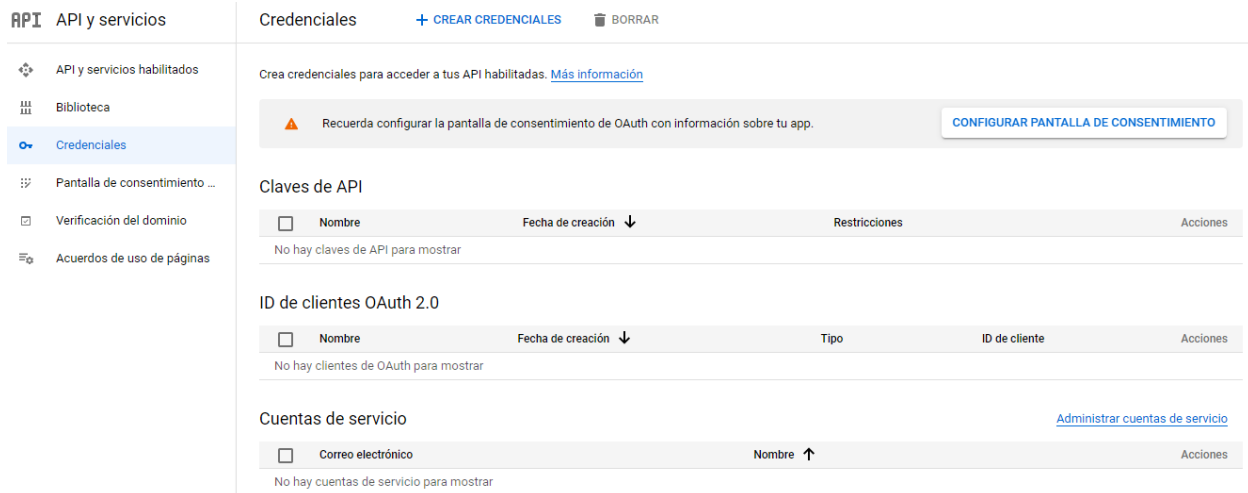 API API y servicios
Credenciales
+ CREAR CREDENCIALES
BORRAR
API y servicios habilitados
Biblioteca
Credenciales
Pantalla de consentimiento ...
Verificación del dominio
Acuerdos de uso de páginas
Crea credenciales para acceder a tus API habilitadas. Más información
Recuerda configurar la pantalla de consentimiento de OAuth con información sobre tu app.
CONFIGURAR PANTALLA DE CONSENTIMIENTO
Claves de API
Nombre Fecha de creación Restricciones Acciones
No hay claves de API para mostrar
ID de clientes OAuth 2.0
Nombre Fecha de creación Tipo ID de cliente Acciones
No hay clientes de OAuth para mostrar
Cuentas de servicio
Administrar cuentas de servicio
Correo electrónico Nombre Acciones
No hay cuentas de servicio para mostrar